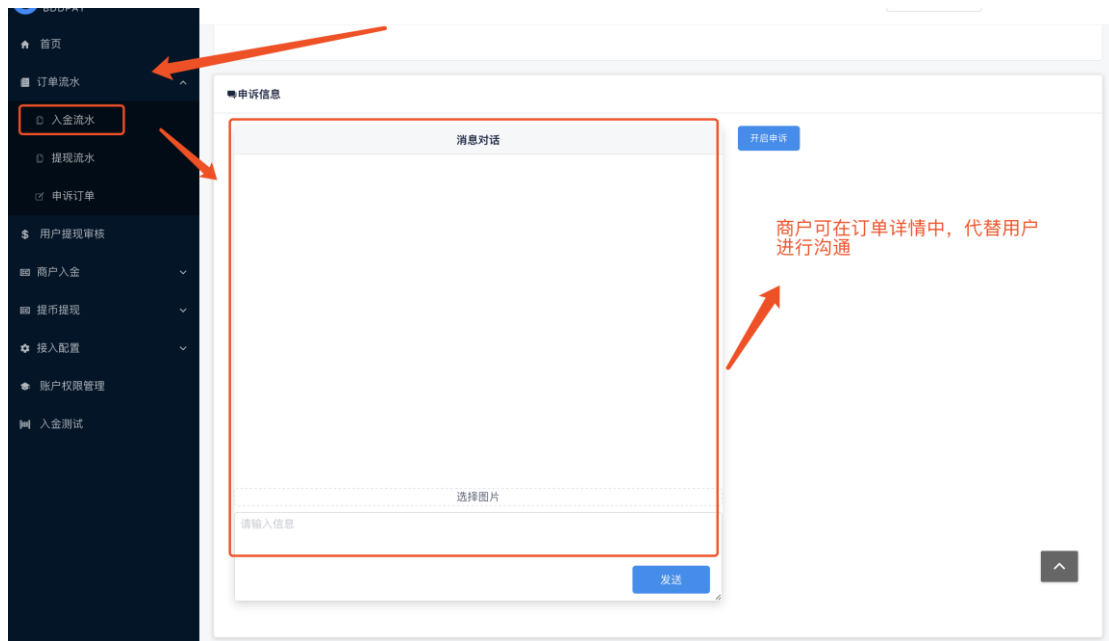 BDDPAY
首页
订单流水
入金流水
提现流水
申诉订单
用户提现审核
商户入金
提币提现
接入配置
账户权限管理
入金测试
申诉信息
消息对话
开启申诉
商户可在订单详情中，代替用户
进行沟通
选择图片
请输入信息
发送